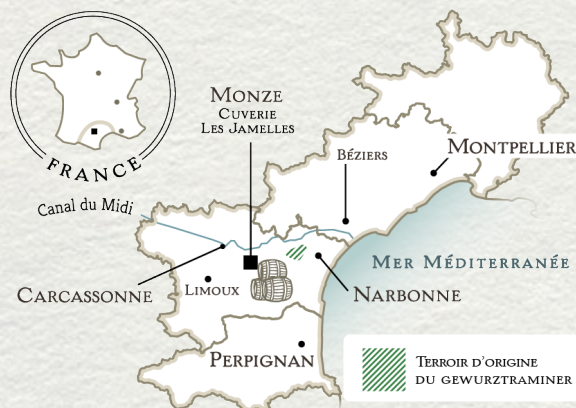 FRANCE
MONZE
CUVERIE
LES JAMELLES
BÉZIERS
MONTPELLIER
Canal du Midi
MER MÉDITERRANÉE
CARCASSONNE
LIMOUX
NARBONNE
PERPIGNAN
TERROIR D'ORIGINE
DU GEWURZTRAMINER